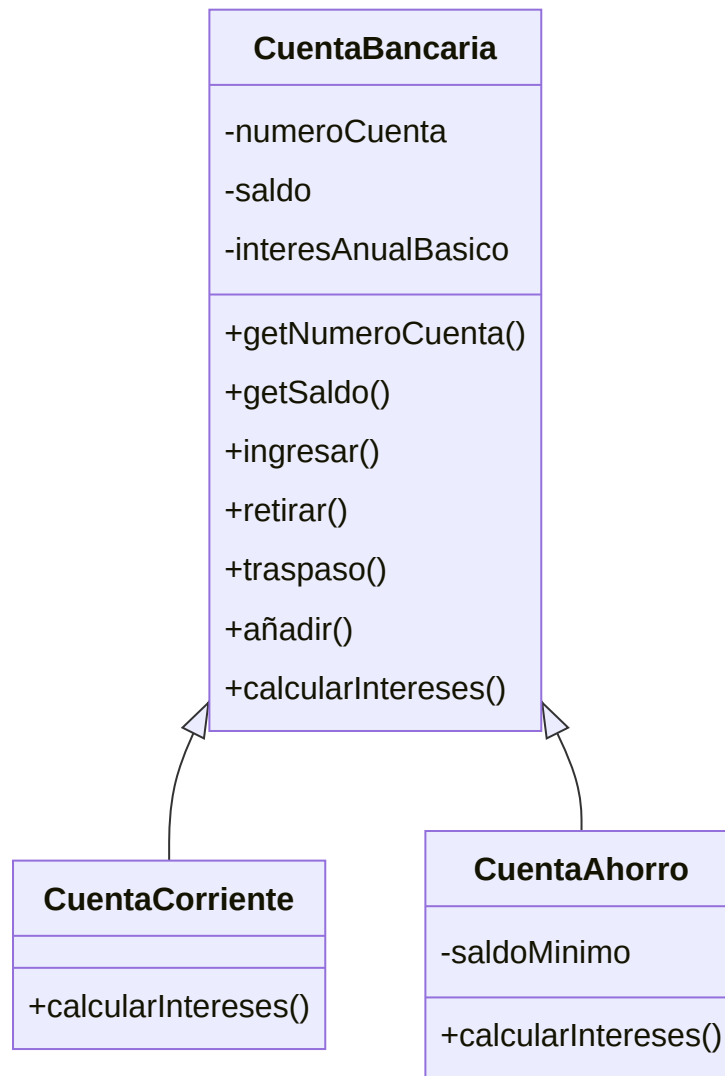 CuentaBancaria
-numeroCuenta
-saldo
-interesAnualBasico
+getNumeroCuenta()
+getSaldo()
+ingresar()
+retirar()
+traspaso()
+añadir()
+calcularIntereses()
CuentaCorriente
+calcularIntereses()
CuentaAhorro
-saldoMinimo
+calcularIntereses()